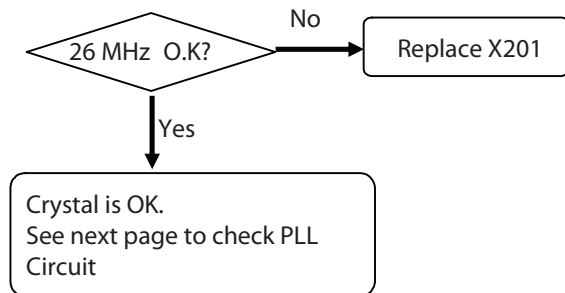 No
26 MHz O.K?
Replace X201
Yes
Crystal is OK.
See next page to check PLL
Circuit